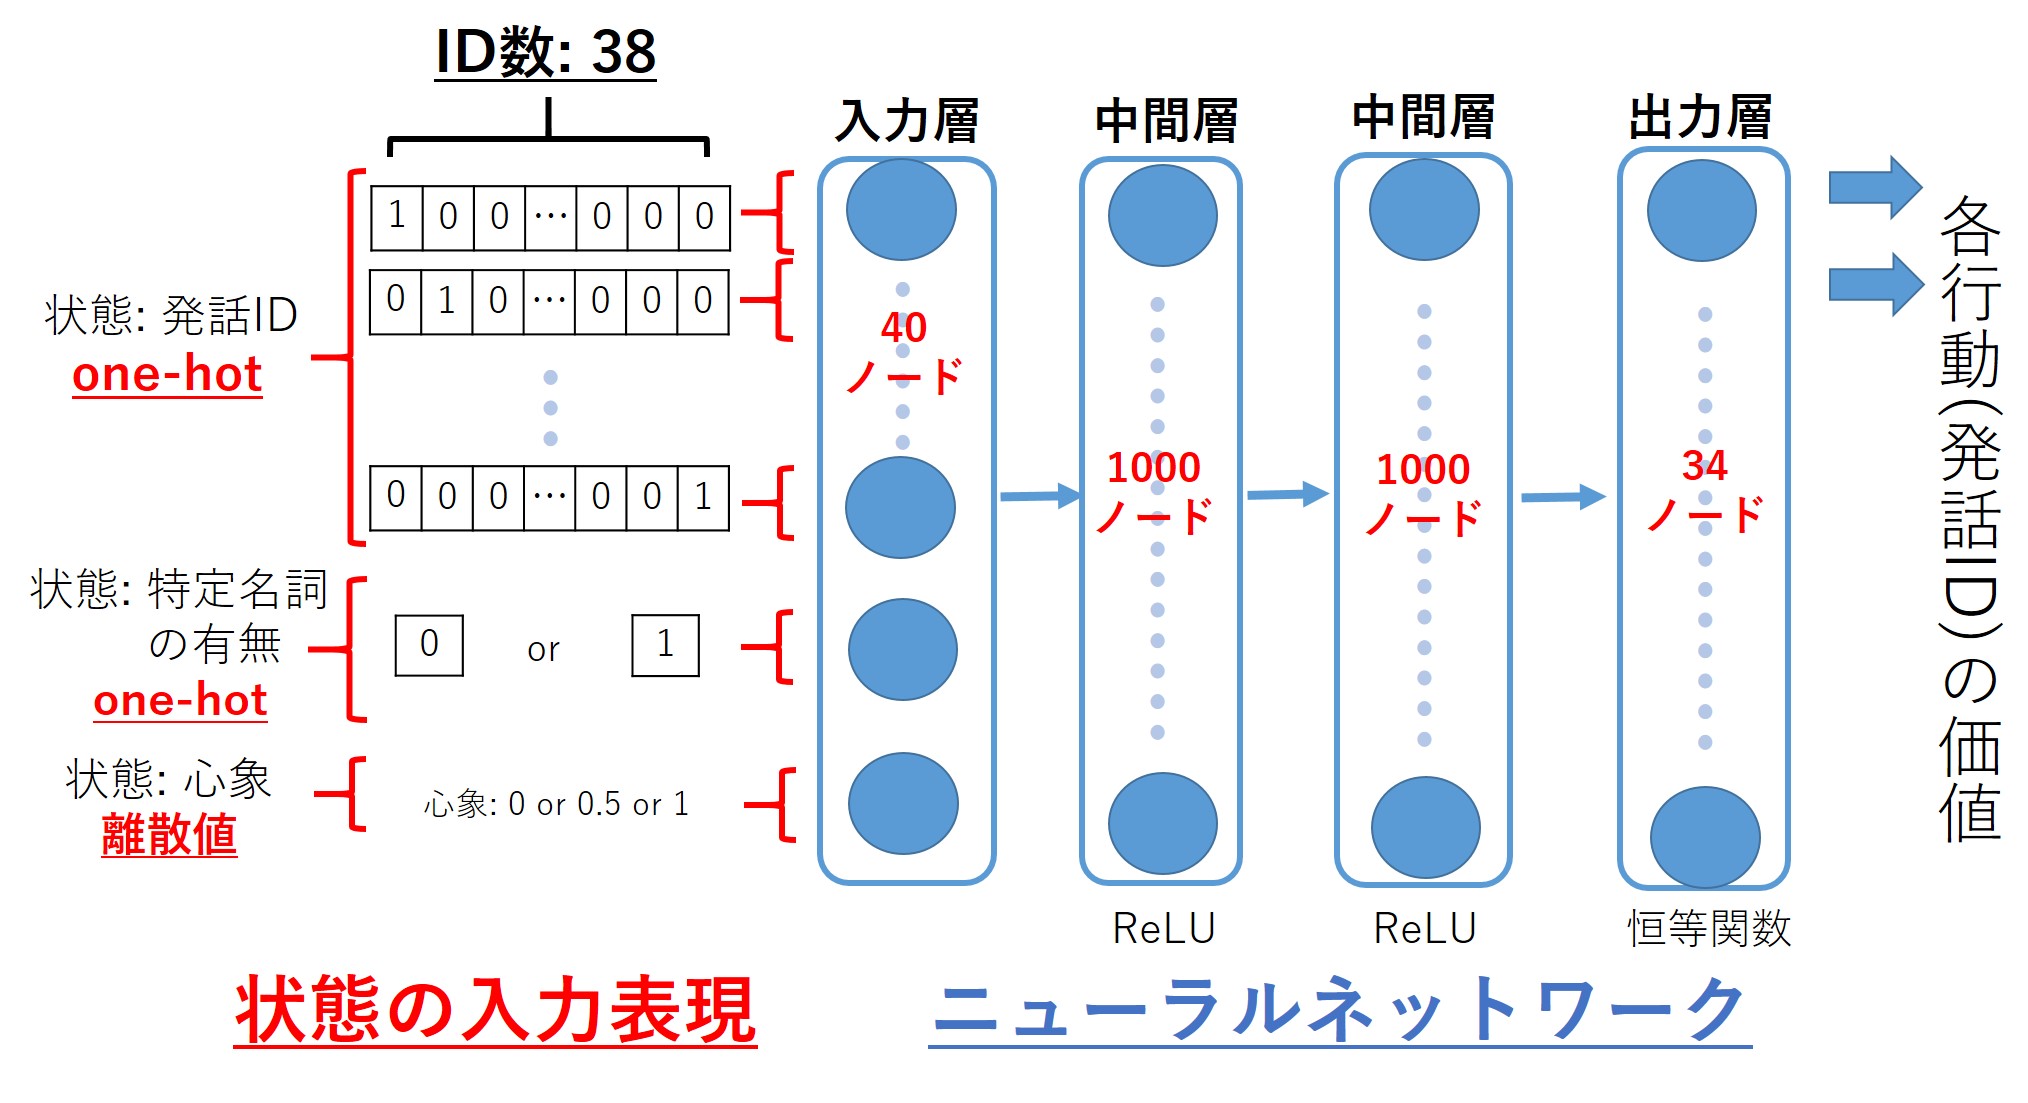 ID数: 38
1 0 0 … 0 0 0
0 1 0 … 0 0 0
0 0 0 … 0 0 1
状態: 発話ID
one-hot
状態: 特定名詞
の有無
one-hot
0 or 1
状態: 心象
離散値
心象: 0 or 0.5 or 1
状態の入力表現
入力層
40
ノード
中間層
1000
ノード
ReLU
中間層
1000
ノード
ReLU
出力層
34
ノード
恒等関数
各行動(発話ID)の価値
ニューラルネットワーク